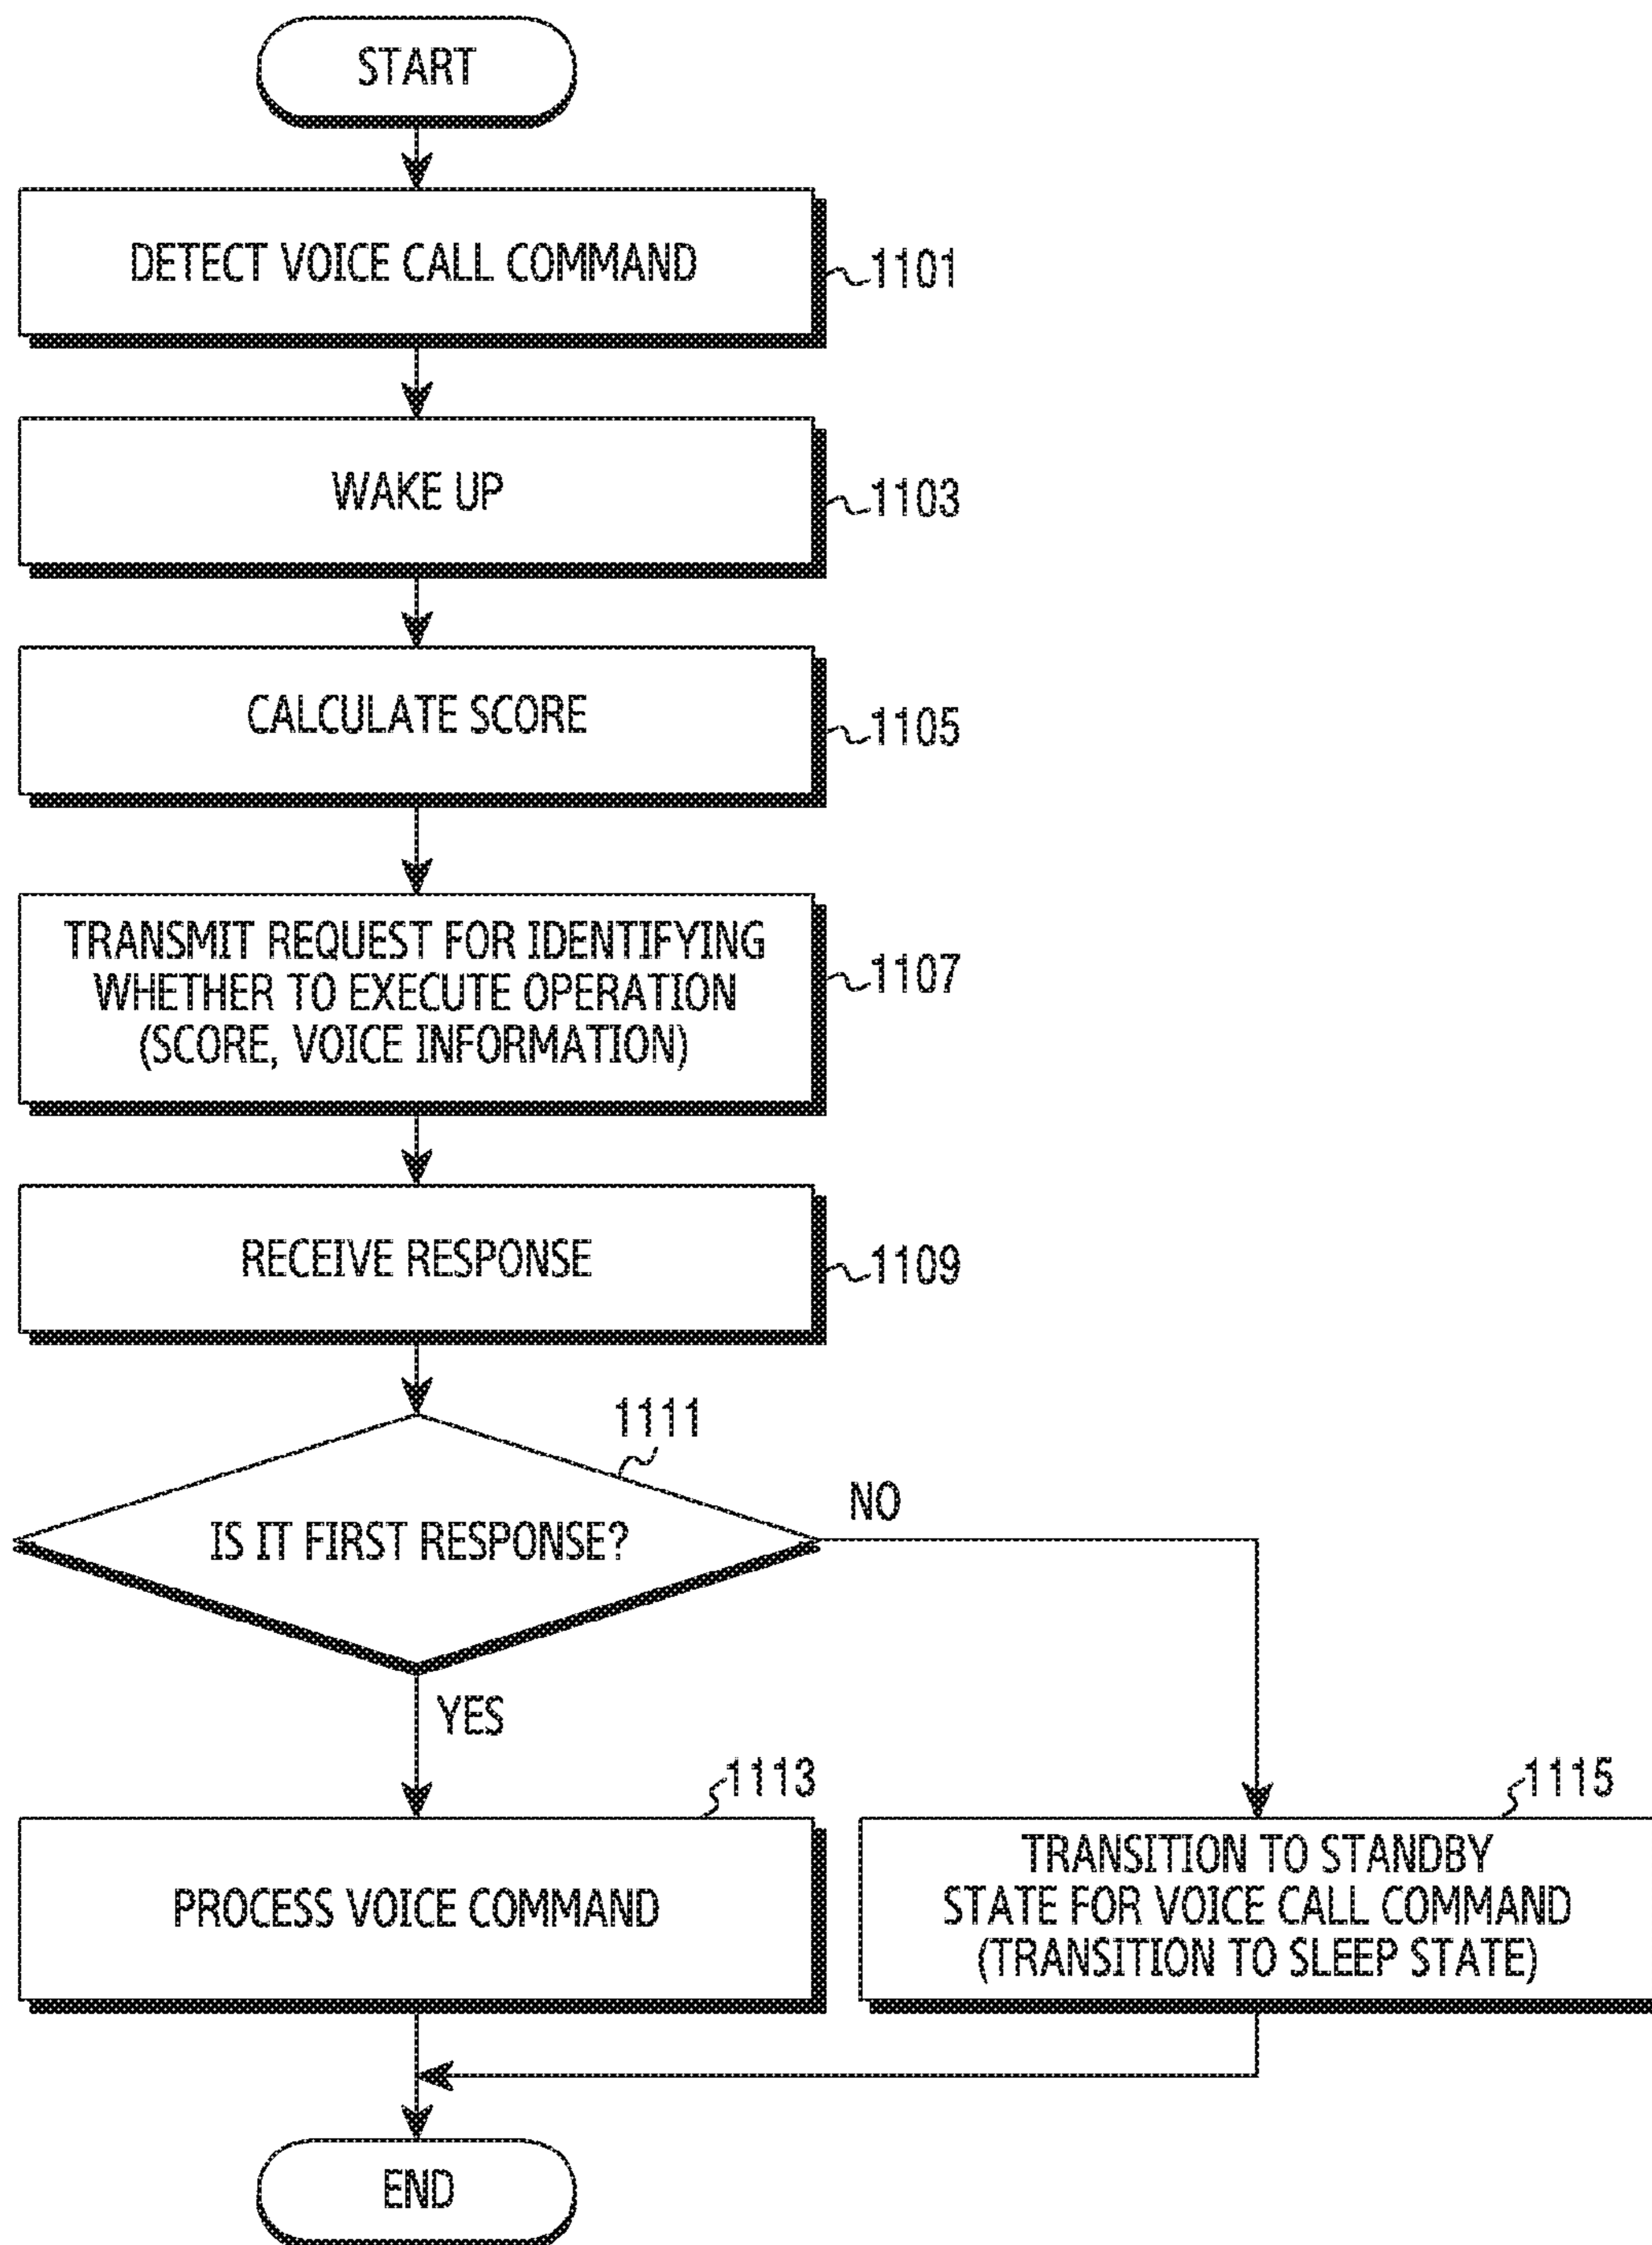 START
DETECT VOICE CALL COMMAND
1101
WAKE UP
1103
CALCULATE SCORE
1105
TRANSMIT REQUEST FOR IDENTIFYING
WHETHER TO EXECUTE OPERATION
(SCORE, VOICE INFORMATION)
1107
RECEIVE RESPONSE
1109
1111
IS IT FIRST RESPONSE?
NO
YES
1113
PROCESS VOICE COMMAND
1115
TRANSITION TO STANDBY
STATE FOR VOICE CALL COMMAND
(TRANSITION TO SLEEP STATE)
END